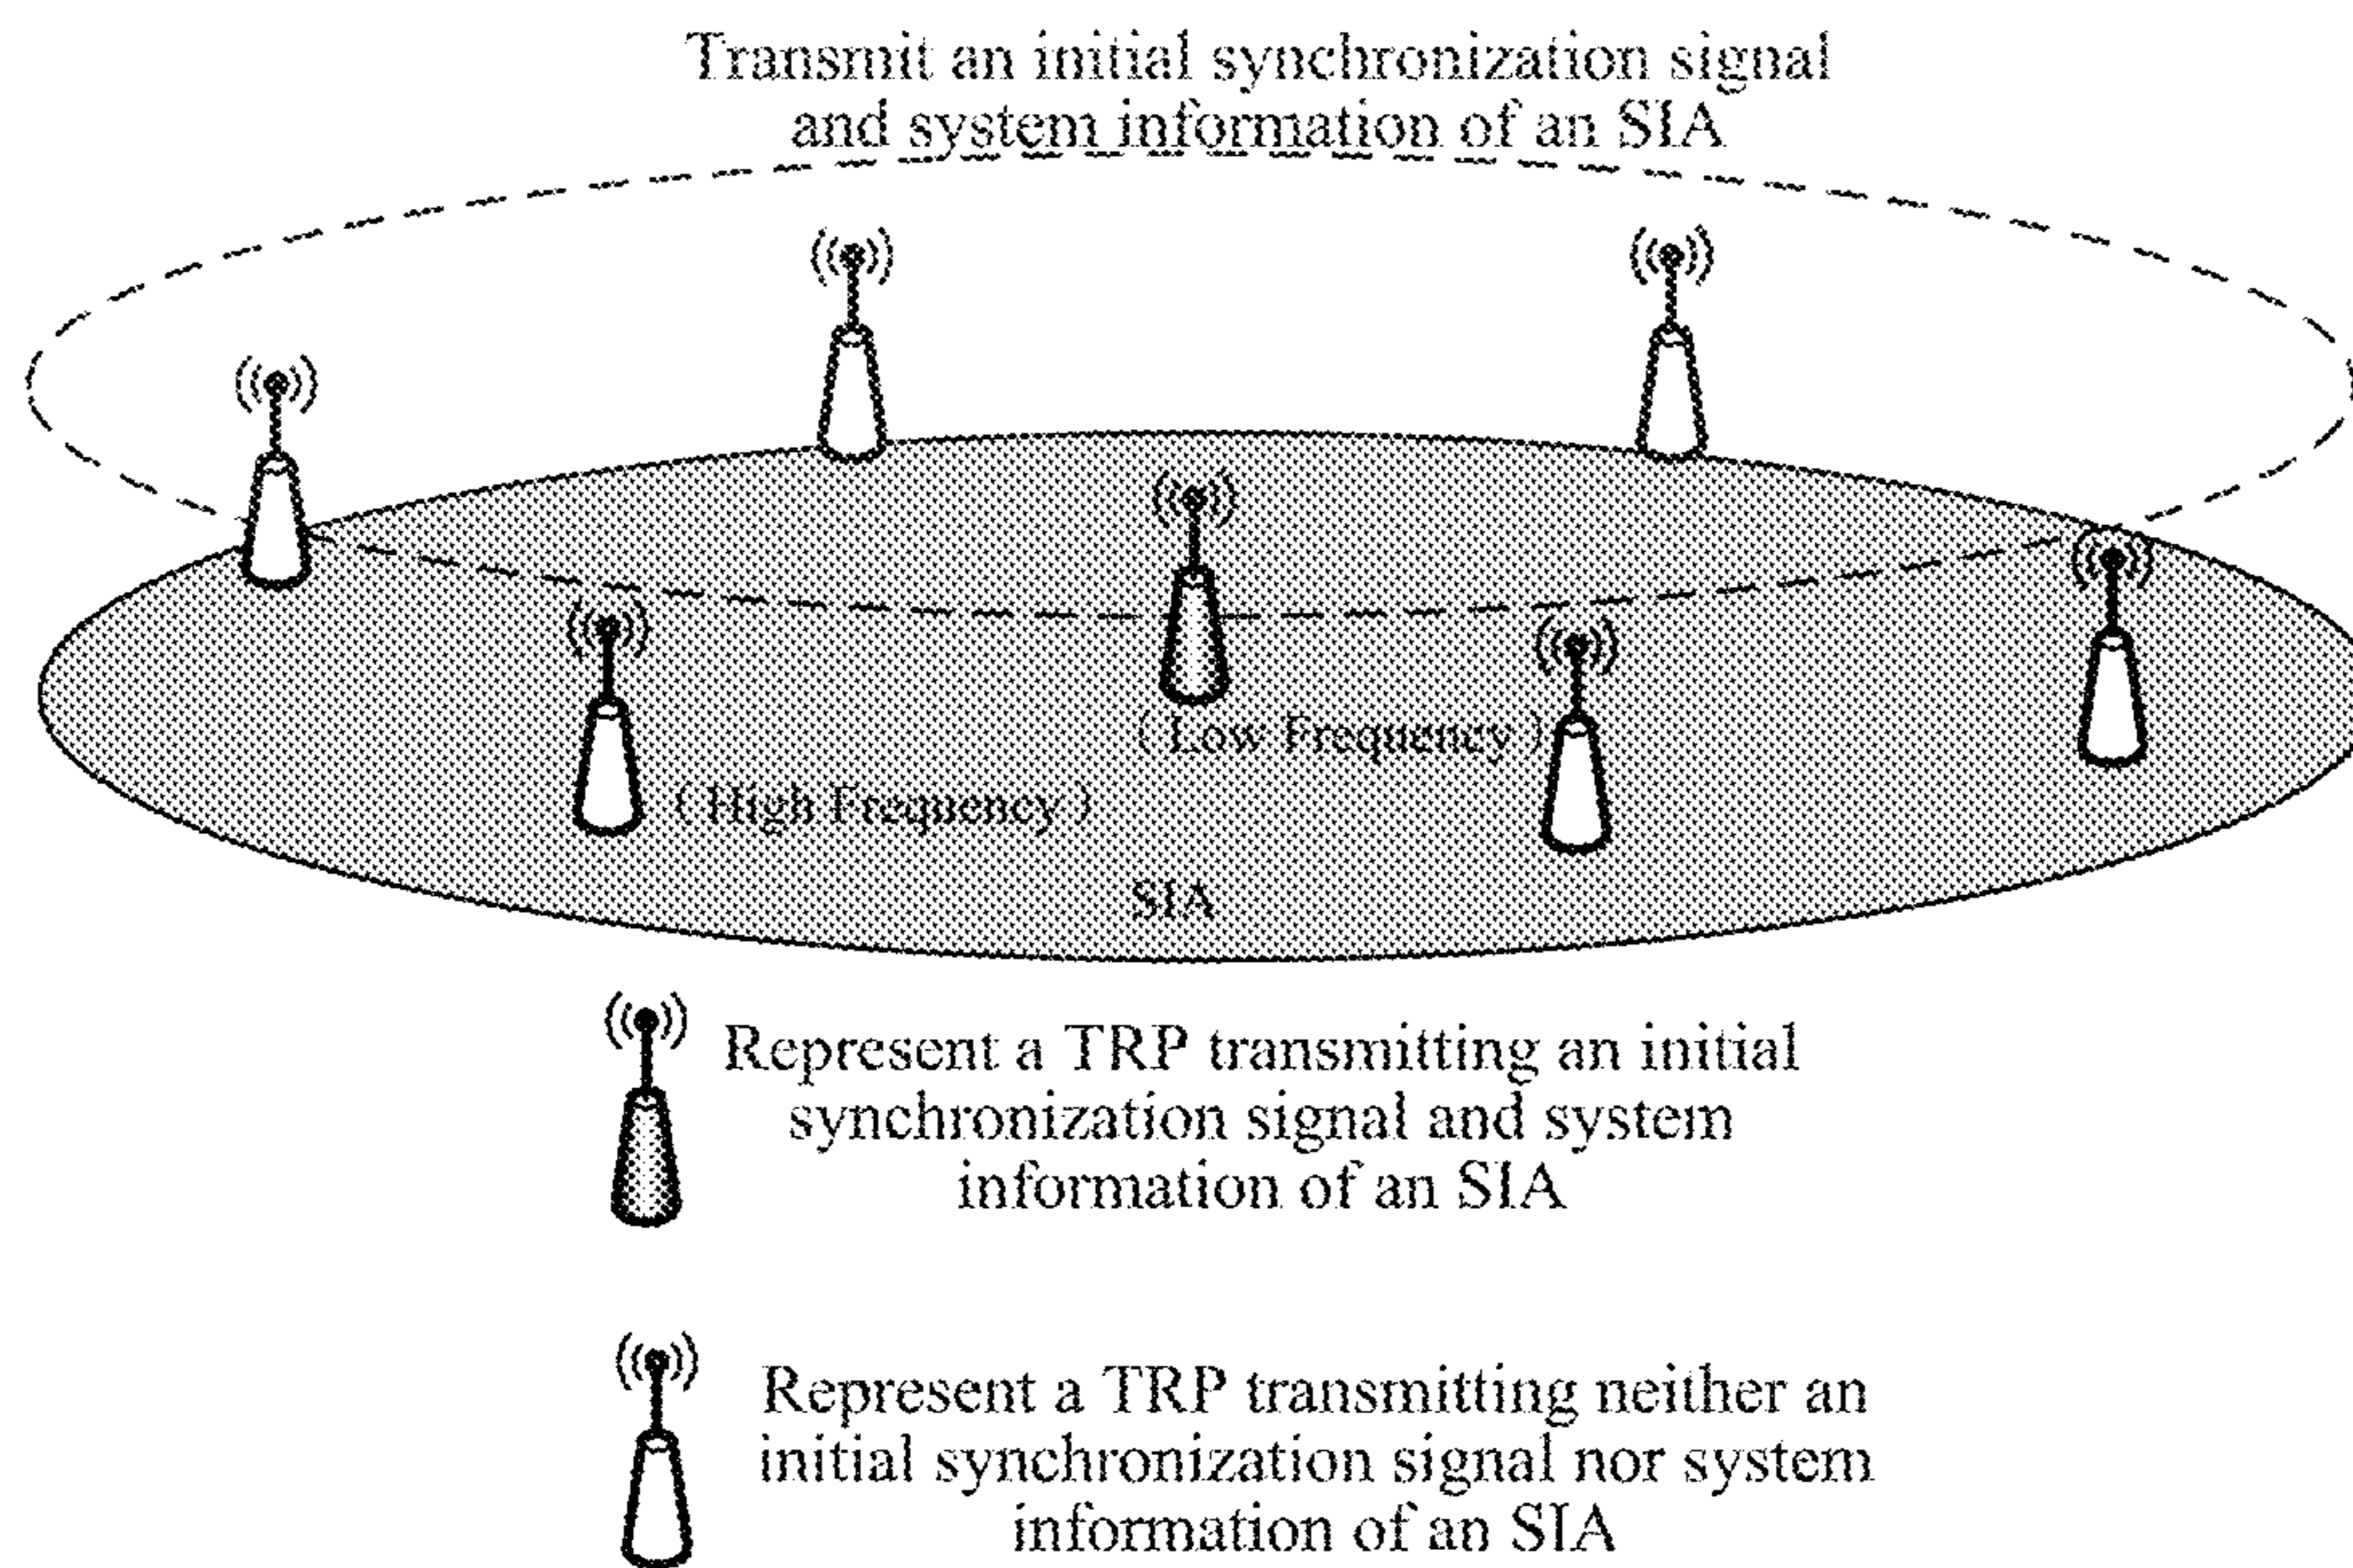 Transmit an initial synchronization signal
and system information of an SIA
( Low Frequency )
( High Frequency )
SIA
Represent a TRP transmitting an initial
synchronization signal and system
information of an SIA
Represent a TRP transmitting neither an
initial synchronization signal nor system
information of an SIA